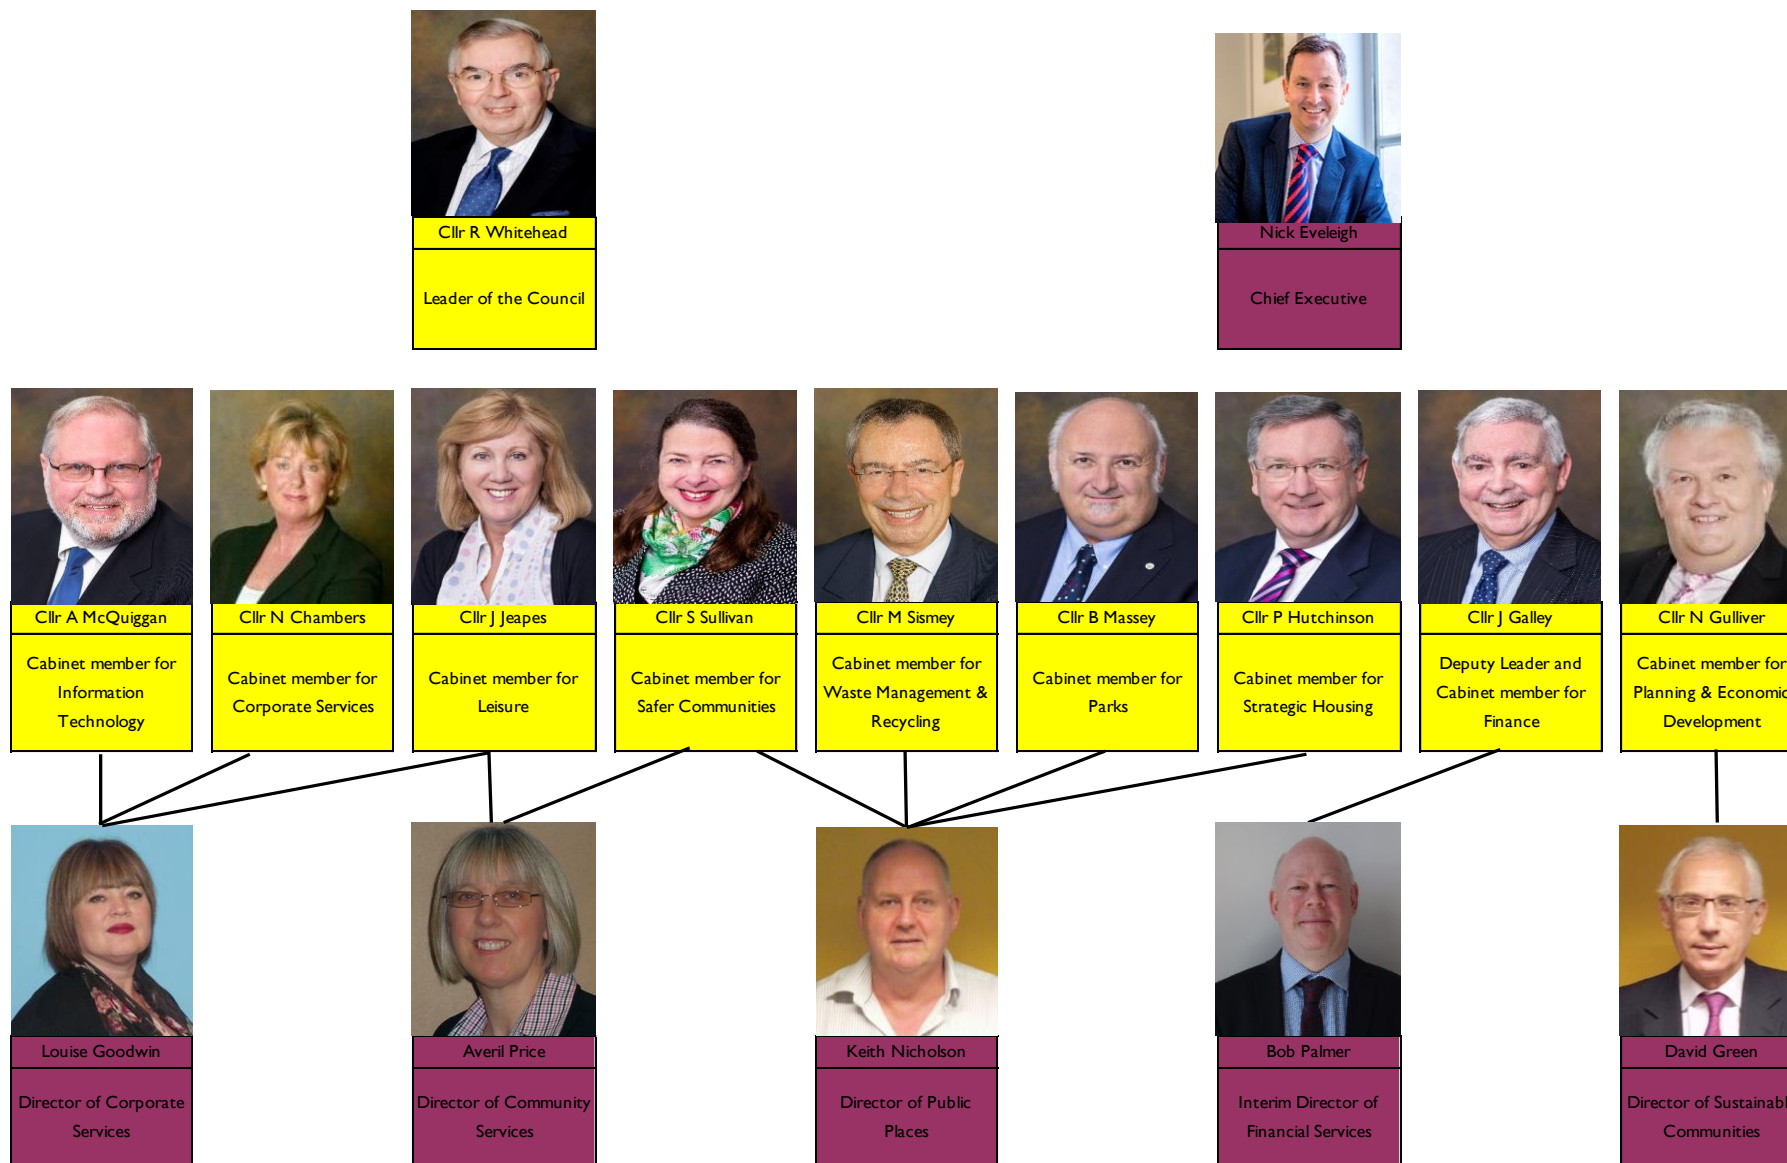 Cllr R Whitehead
Leader of the Council
Nick Eveleigh
Chief Executive
Cllr A McQuiggan
Cabinet member for
Information
Technology
Cllr N Chambers
Cabinet member for
Corporate Services
Cllr J Jeapes
Cabinet member for
Leisure
Cllr S Sullivan
Cabinet member for
Safer Communities
Cllr M Sismey
Cabinet member for
Waste Management &
Recycling
Cllr B Massey
Cabinet member for
Parks
Cllr P Hutchinson
Cabinet member for
Strategic Housing
Cllr J Galley
Deputy Leader and
Cabinet member for
Finance
Cllr N Gulliver
Cabinet member for
Planning & Economic
Development
Louise Goodwin
Director of Corporate
Services
Averil Price
Director of Community
Services
Keith Nicholson
Director of Public
Places
Bob Palmer
Interim Director of
Financial Services
David Green
Director of Sustainabl
Communities